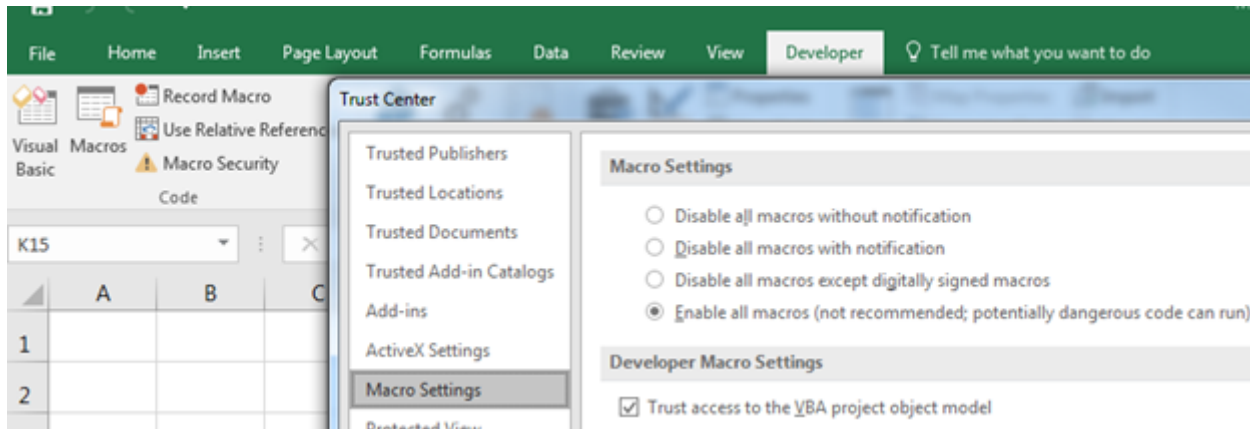 File Home Insert Page Layout Formulas Data Review View Developer Tell me what you want to do
Visual Basic
Macros
Record Macro
Use Relative Referenc
Macro Security
Code
K15
A B C
1
2
Trust Center
Trusted Publishers
Trusted Locations
Trusted Documents
Trusted Add-in Catalogs
Add-ins
ActiveX Settings
Macro Settings
Protected View
Macro Settings
Disable all macros without notification
Disable all macros with notification
Disable all macros except digitally signed macros
Enable all macros (not recommended; potentially dangerous code can run)
Developer Macro Settings
Trust access to the VBA project object model